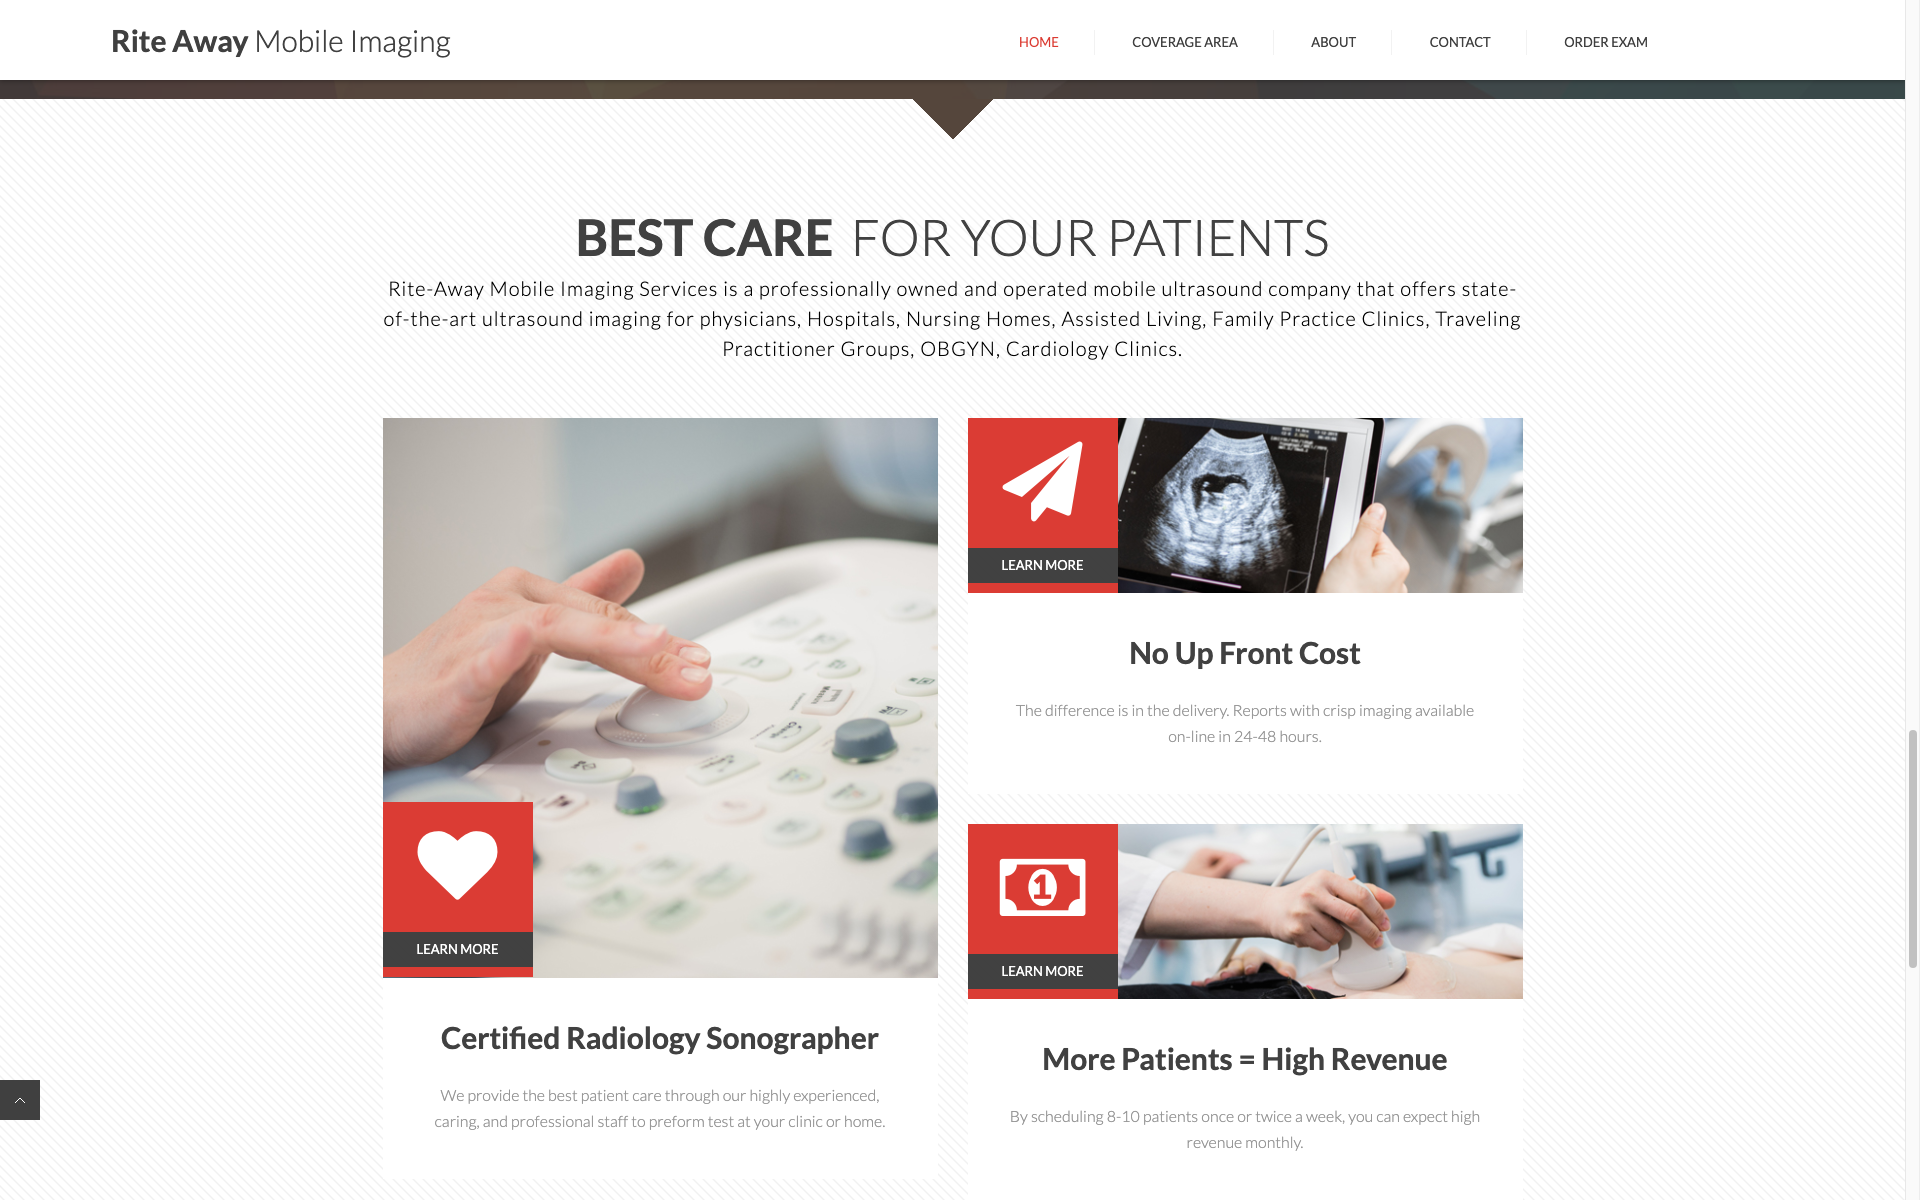 Rite Away Mobile Imaging
HOME
COVERAGE AREA
ABOUT
CONTACT
ORDER EXAM
BEST CARE FOR YOUR PATIENTS
Rite-Away Mobile Imaging Services is a professionally owned and operated mobile ultrasound company that offers state-
of-the-art ultrasound imaging for physicians, Hospitals, Nursing Homes, Assisted Living, Family Practice Clinics, Traveling
Practitioner Groups, OBGYN, Cardiology Clinics.
LEARN MORE
Certified Radiology Sonographer
We provide the best patient care through our highly experienced,
caring, and professional staff to preform test at your clinic or home.
LEARN MORE
No Up Front Cost
The difference is in the delivery. Reports with crisp imaging available
on-line in 24-48 hours.
1
LEARN MORE
More Patients = High Revenue
By scheduling 8-10 patients once or twice a week, you can expect high
revenue monthly.